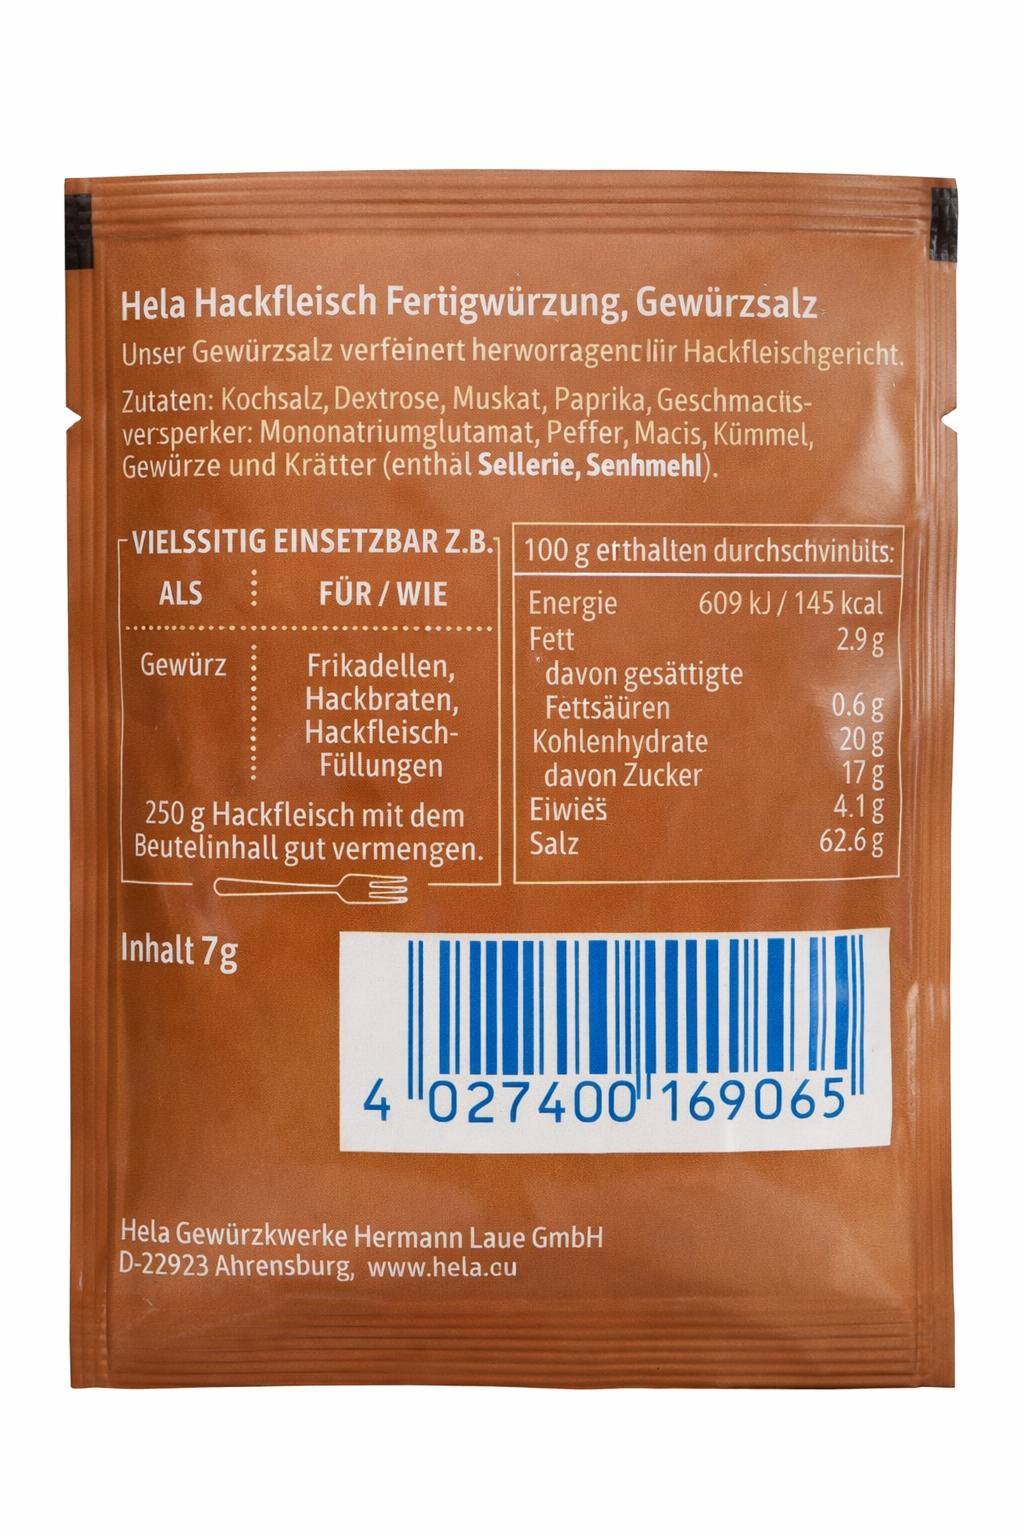 Hela Hackfleisch Fertigwürzung, Gewürzsalz
Unser Gewürzsalz verfeinert herworragend lür Hackfleischgericht.
Zutaten: Kochsalz, Dextrose, Muskat, Paprika, Geschmacits-
versperker: Mononatriumglutamat, Peffer, Macis, Kümmel,
Gewürze und Krätter (enthäl Sellerie, Senhmehl).
VIELSSITIG EINSETZBAR Z.B.
ALS FÜR / WIE
Gewürz Frikadellen,
Hackbraten,
Hackfleisch-
Füllungen
250 g Hackfleisch mit dem
Beutelinhall gut vermengen.
100 g erthalten durchschvinbits:
Energie 609 kJ / 145 kcal
Fett 2.9 g
davon gesättigte
Fettsäuren 0.6 g
Kohlenhydrate 20 g
davon Zucker 17 g
Eiwiës 4.1 g
Salz 62.6 g
Inhalt 7g
4 027400 169065
Hela Gewürzkwerke Hermann Laue GmbH
D-22923 Ahrensburg, www.hela.cu